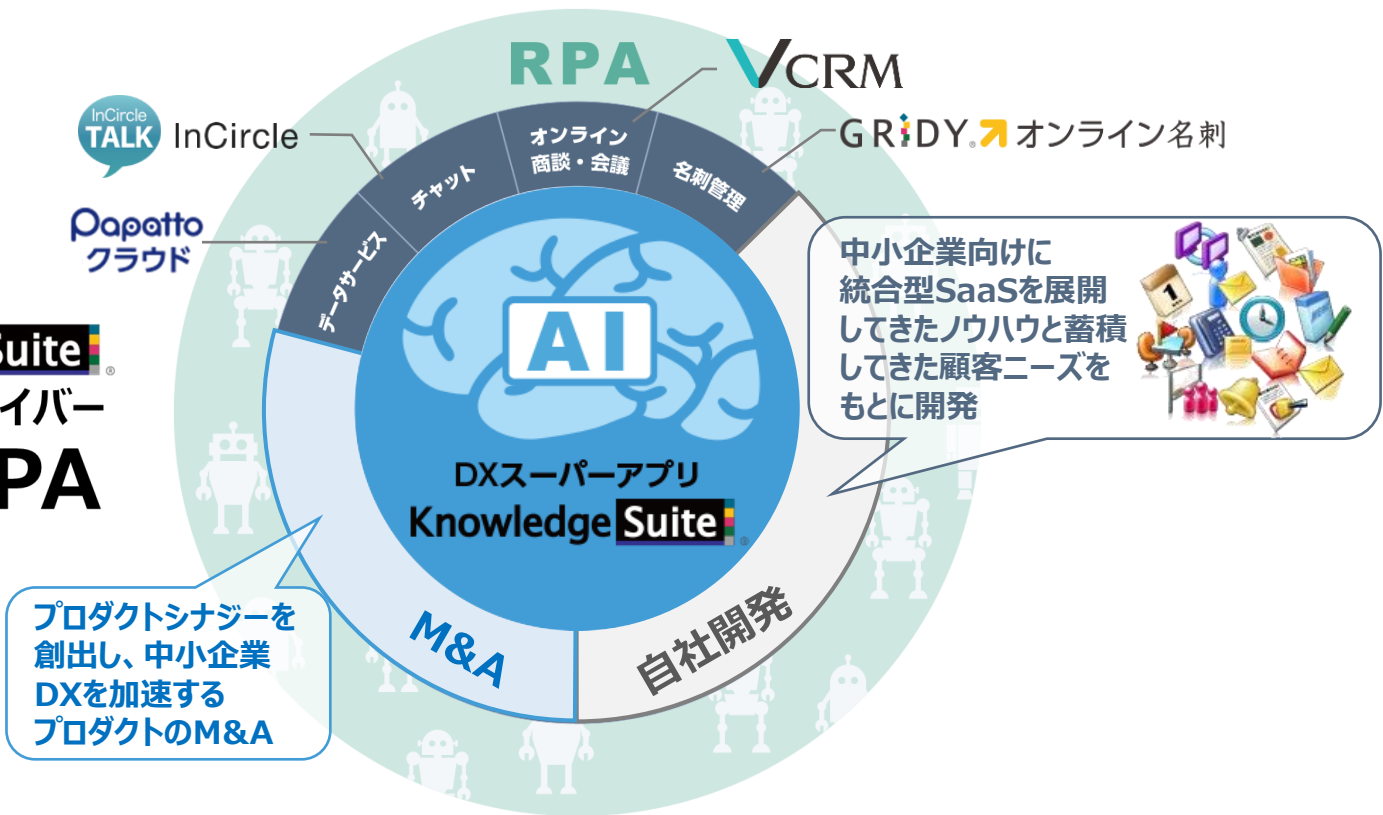 RPA
VCRM
InCircle
TALK
InCircle
GRiDY オンライン名刺
Papatto
クラウド
データサービス
チャット
オンライン
商談・会議
名刺管理
AI
DXスーパーアプリ
Knowledge Suite
中小企業向けに
統合型SaaSを展開
してきたノウハウと蓄積
してきた顧客ニーズを
もとに開発
1
Suite
イバー
PA
M&A
自社開発
プロダクトシナジーを
創出し、中小企業
DXを加速する
プロダクトのM&A